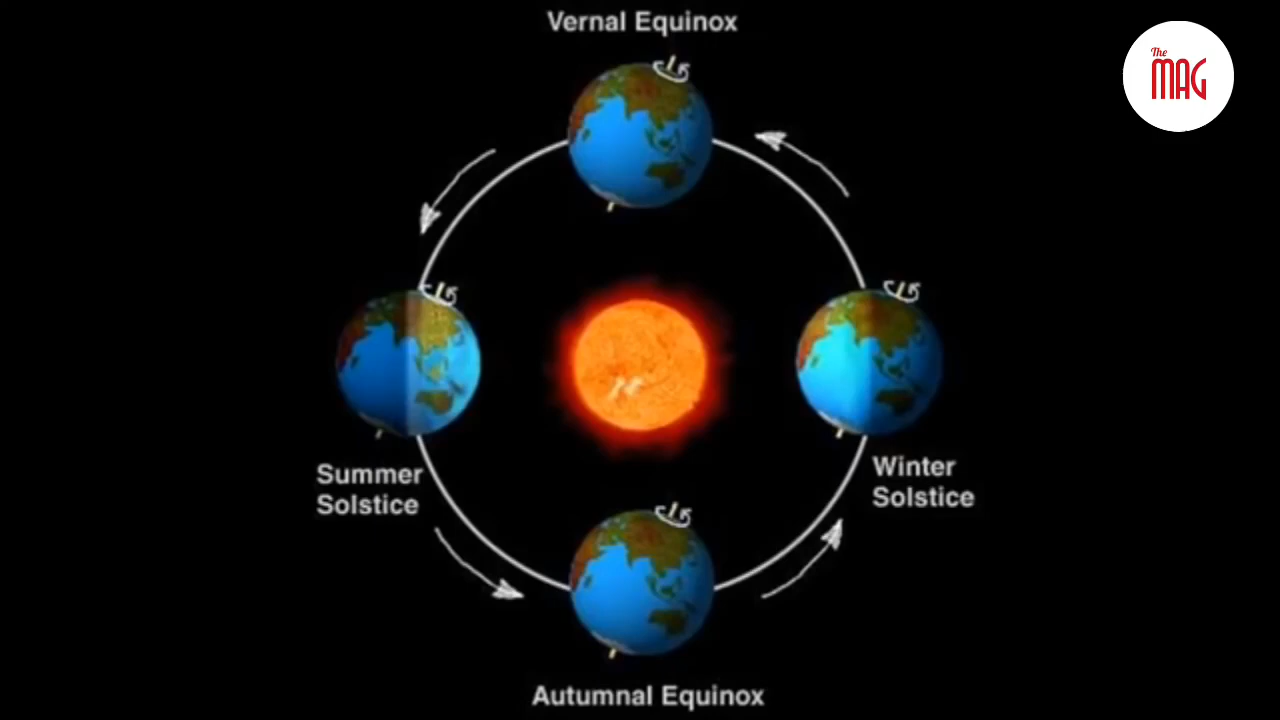 Vernal Equinox
The
MAG
Summer
Solstice
Winter
Solstice
Autumnal Equinox